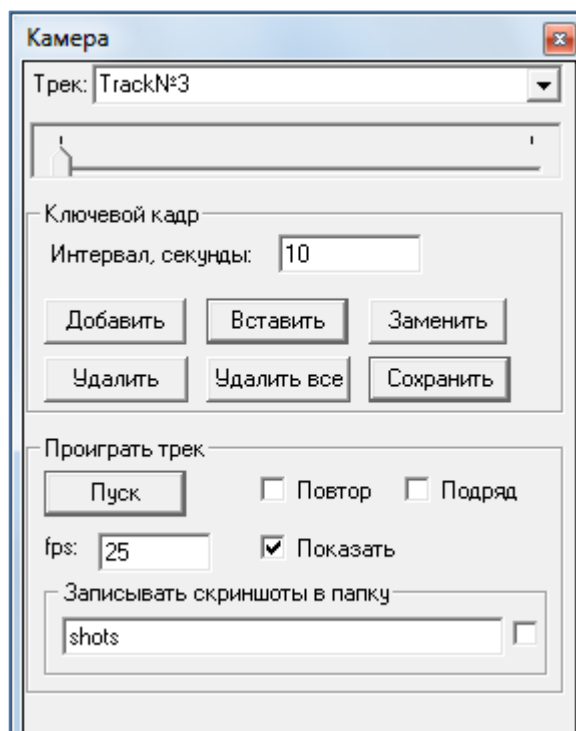 Камера
Трек: Track№3
Ключевой кадр
Интервал, секунды: 10
Добавить Вставить Заменить
Удалить Удалить все Сохранить
Проиграть трек
Пуск Повтор Подряд
fps: 25 Показать
Записывать скриншоты в папку
shots